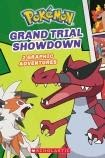 POKéMON
GRAND TRIAL
SHOWDOWN
2 GRAPHIC
ADVENTURES
SCHOLASTIC